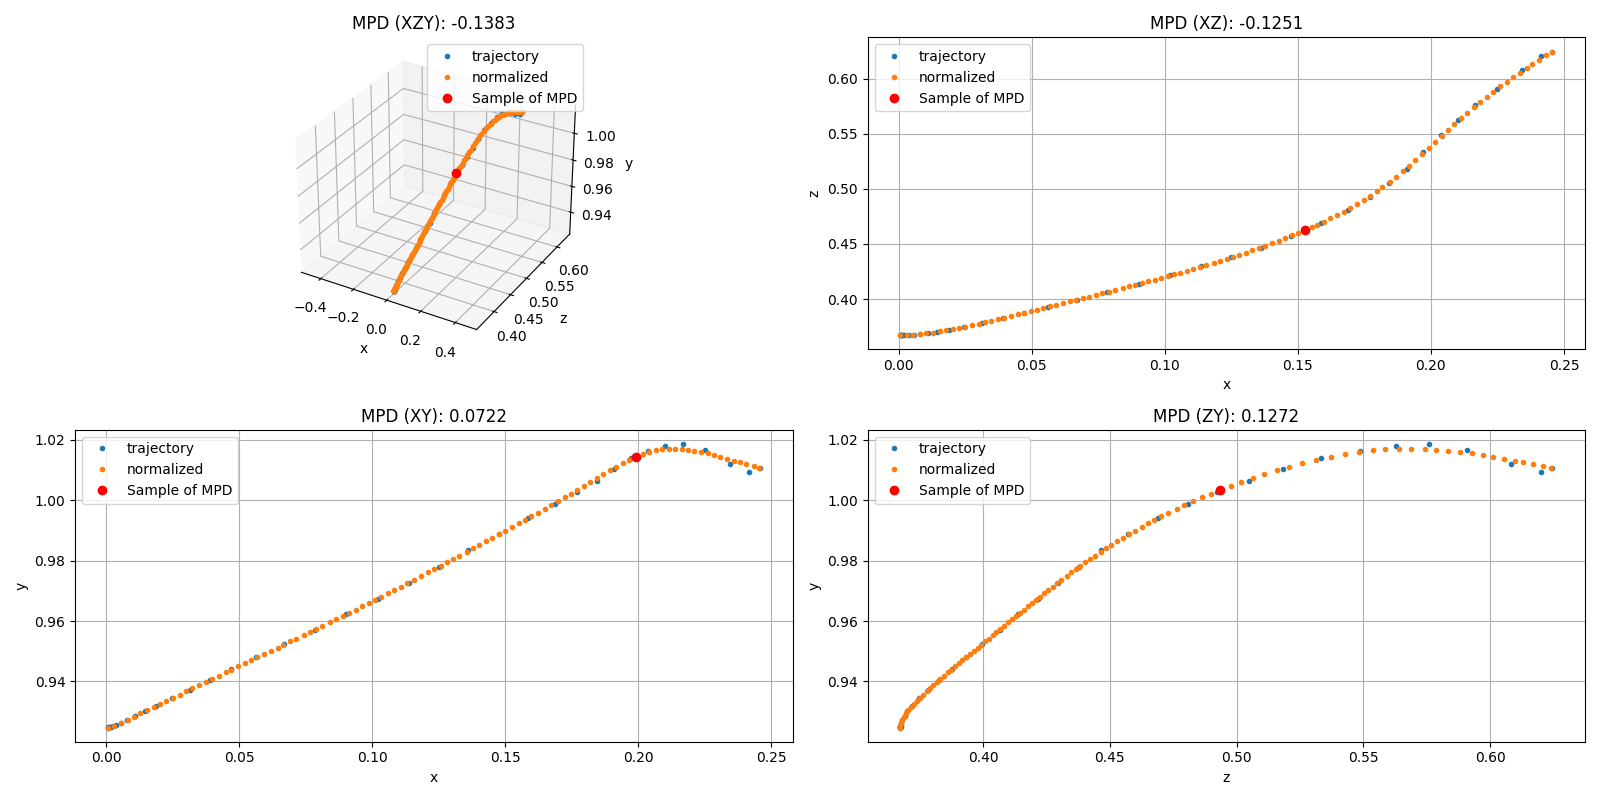 MPD (XZY): -0.1383
trajectory
normalized
Sample of MPD
1.00
0.98
0.96
0.94
y
−0.4
−0.2
0.0
0.2
0.4
x
0.40
0.45
0.50
0.55
0.60
z
MPD (XZ): -0.1251
trajectory
normalized
Sample of MPD
0.60
0.55
0.50
0.45
0.40
z
0.00 0.05 0.10 0.15 0.20 0.25
x
MPD (XY): 0.0722
trajectory
normalized
Sample of MPD
1.02
1.00
0.98
0.96
0.94
y
0.00 0.05 0.10 0.15 0.20 0.25
x
MPD (ZY): 0.1272
trajectory
normalized
Sample of MPD
1.02
1.00
0.98
0.96
0.94
y
0.40 0.45 0.50 0.55 0.60
z